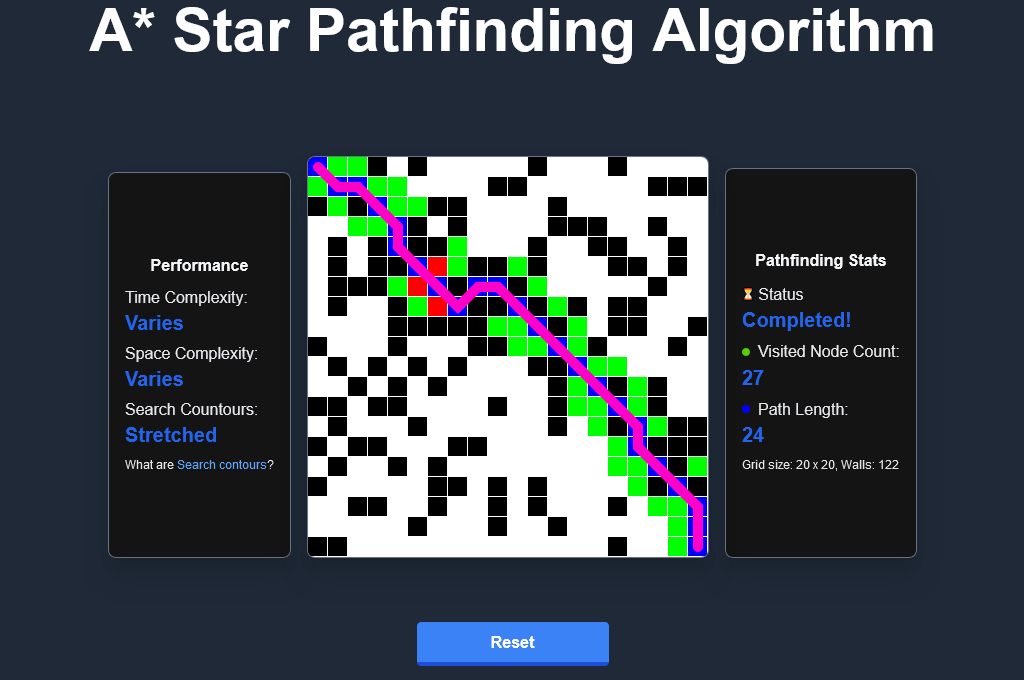 A* Star Pathfinding Algorithm
Performance
Time Complexity:
Varies
Space Complexity:
Varies
Search Countours:
Stretched
What are Search contours?
Pathfinding Stats
⏳ Status
Completed!
Visited Node Count:
27
Path Length:
24
Grid size: 20 x 20, Walls: 122
Reset